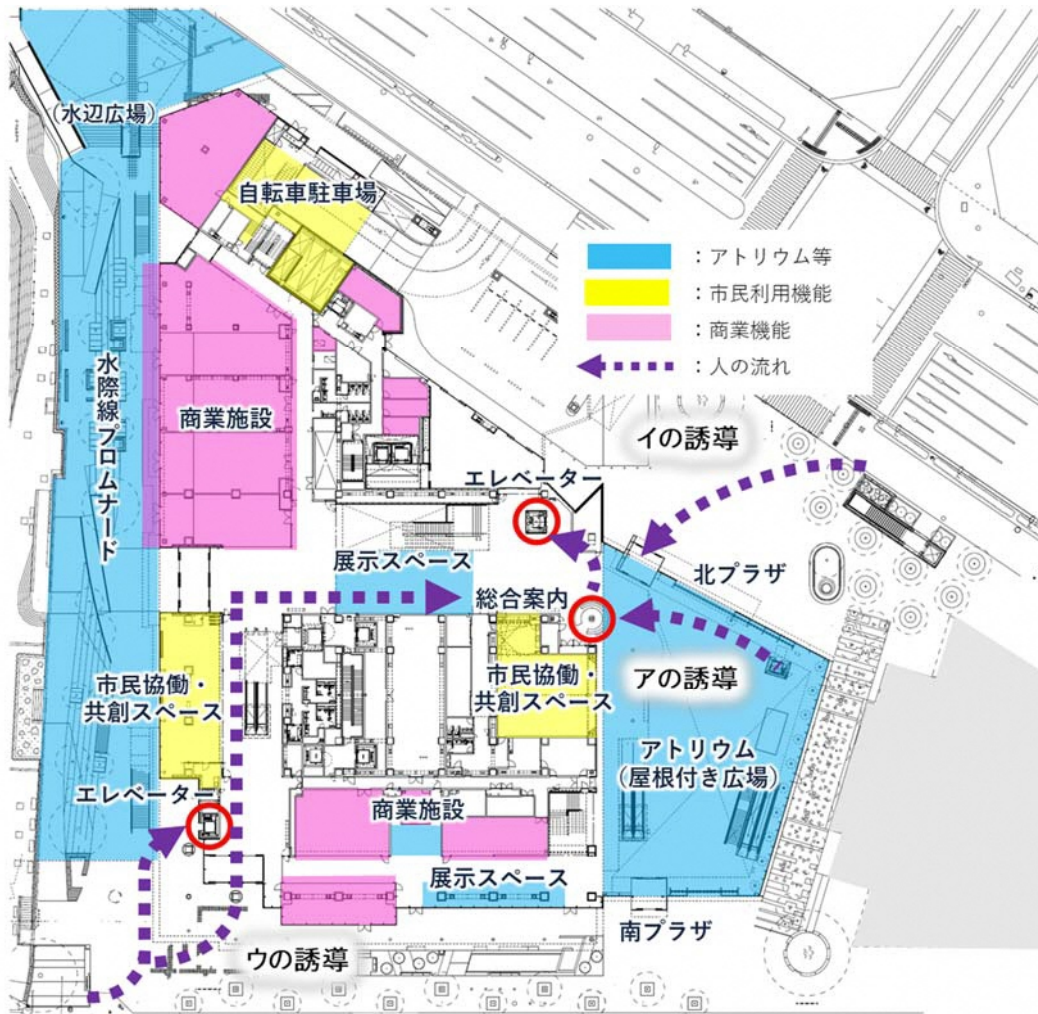 (水辺広場)
自転車駐車場
：アトリウム等
：市民利用機能
：商業機能
：人の流れ
水際線プロムナード
商業施設
イの誘導
エレベーター
展示スペース
北プラザ
総合案内
市民協働・
共創スペース
市民協働・
共創スペース
アの誘導
アトリウム
(屋根付き広場)
エレベーター
商業施設
展示スペース
南プラザ
ウの誘導